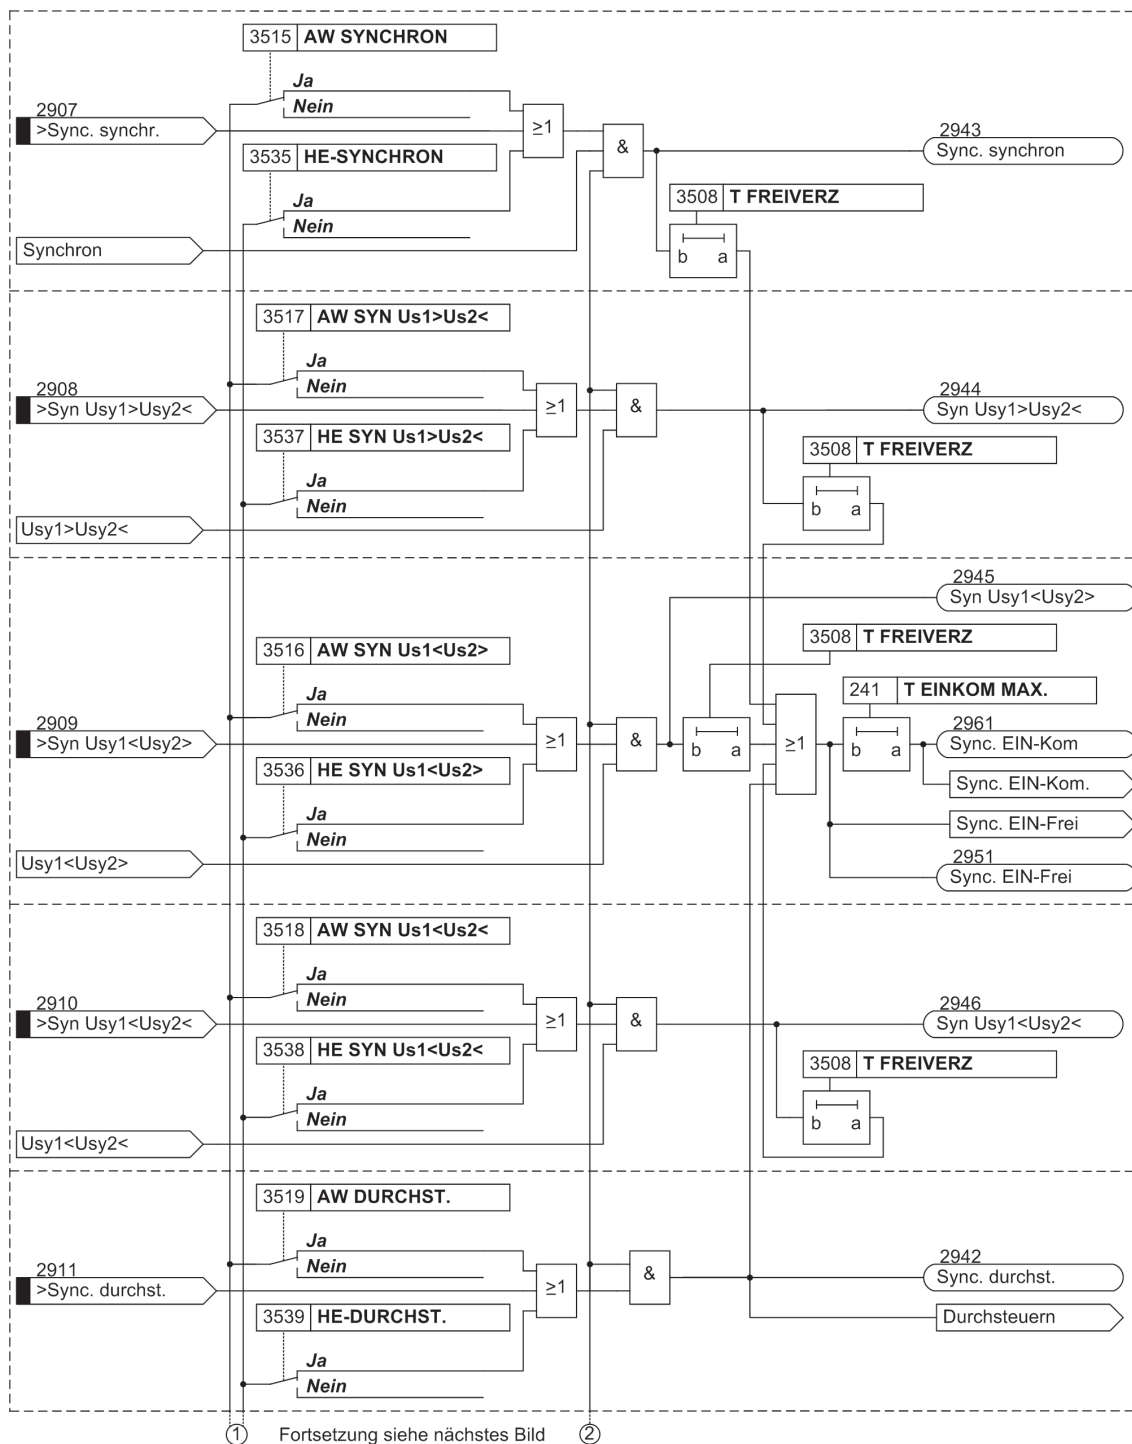 3515 AW SYNCHRON
Ja
Nein
2907
>Sync. synchr.
≥1
&
2943
Sync. synchron
3535 HE-SYNCHRON
3508 T FREIVERZ
Ja
Nein
Synchron
b a
3517 AW SYN Us1>Us2<
Ja
Nein
2908
>Syn Usy1>Usy2<
≥1
&
2944
Syn Usy1>Usy2<
3537 HE SYN Us1>Us2<
3508 T FREIVERZ
Ja
Nein
b a
Usy1>Usy2<
2945
Syn Usy1<Usy2>
3516 AW SYN Us1<Us2>
3508 T FREIVERZ
Ja
Nein
241 T EINKOM MAX.
2909
>Syn Usy1<Usy2>
≥1
&
b a
≥1
b a
2961
Sync. EIN-Kom
3536 HE SYN Us1<Us2>
Sync. EIN-Kom.
Ja
Nein
Sync. EIN-Frei
Usy1<Usy2>
2951
Sync. EIN-Frei
3518 AW SYN Us1<Us2<
Ja
Nein
2910
>Syn Usy1<Usy2<
≥1
&
2946
Syn Usy1<Usy2<
3538 HE SYN Us1<Us2<
3508 T FREIVERZ
Ja
Nein
b a
Usy1<Usy2<
3519 AW DURCHST.
Ja
Nein
2911
>Sync. durchst.
≥1
&
2942
Sync. durchst.
3539 HE-DURCHST.
Durchsteuern
Ja
Nein
1 Fortsetzung siehe nächstes Bild 2